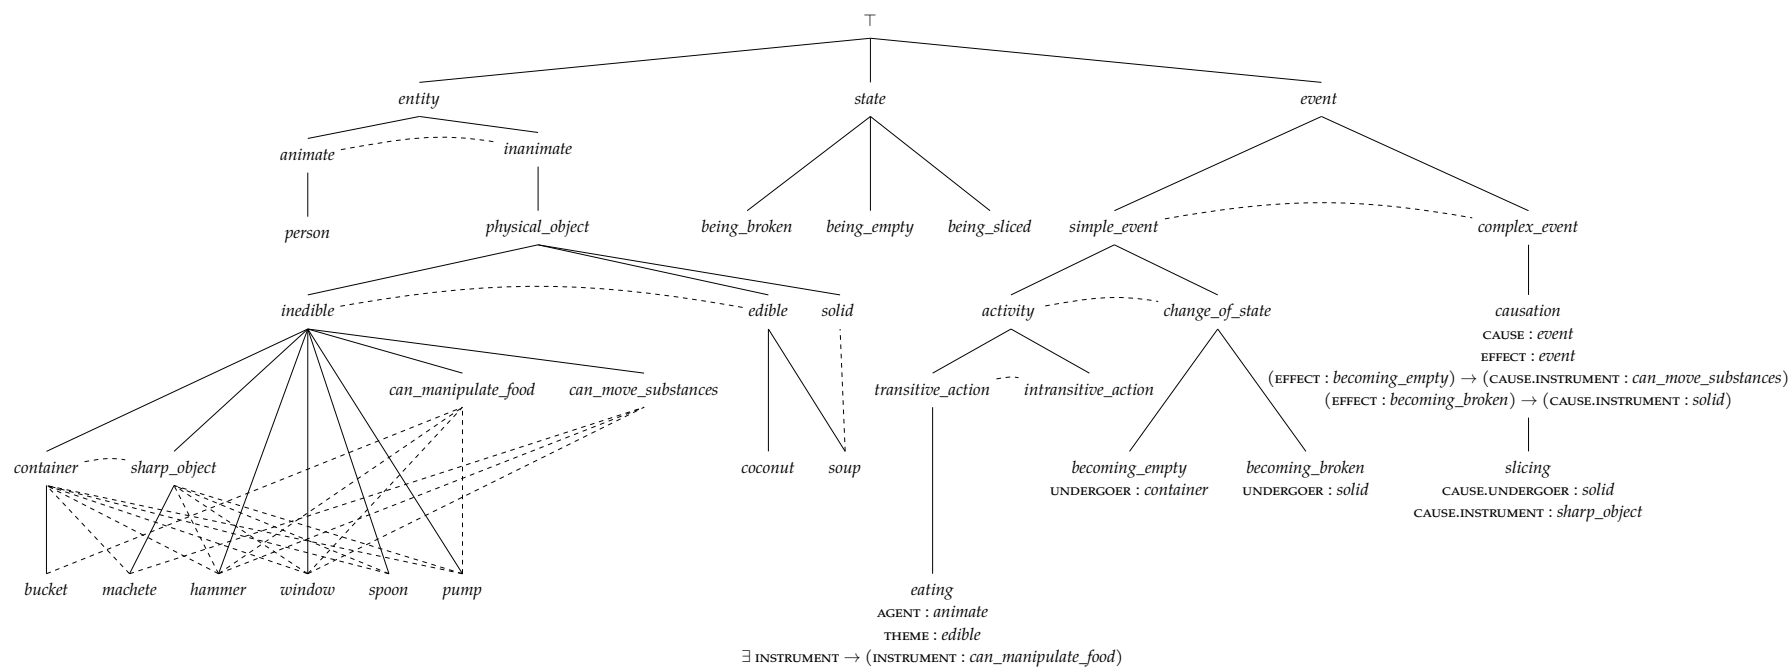 ⊤
entity state event
animate inanimate
person physical_object being_broken being_empty being_sliced simple_event complex_event
inedible edible solid activity change_of_state causation
CAUSE : event
EFFECT : event
(EFFECT : becoming_empty) → (CAUSE.INSTRUMENT : can_move_substances)
can_manipulate_food can_move_substances transitive_action intransitive_action
(EFFECT : becoming_broken) → (CAUSE.INSTRUMENT : solid)
container sharp_object coconut soup becoming_empty becoming_broken slicing
UNDERGOER : container UNDERGOER : solid CAUSE.UNDERGOER : solid
CAUSE.INSTRUMENT : sharp_object
bucket machete hammer window spoon pump eating
AGENT : animate
THEME : edible
∃ INSTRUMENT → (INSTRUMENT : can_manipulate_food)